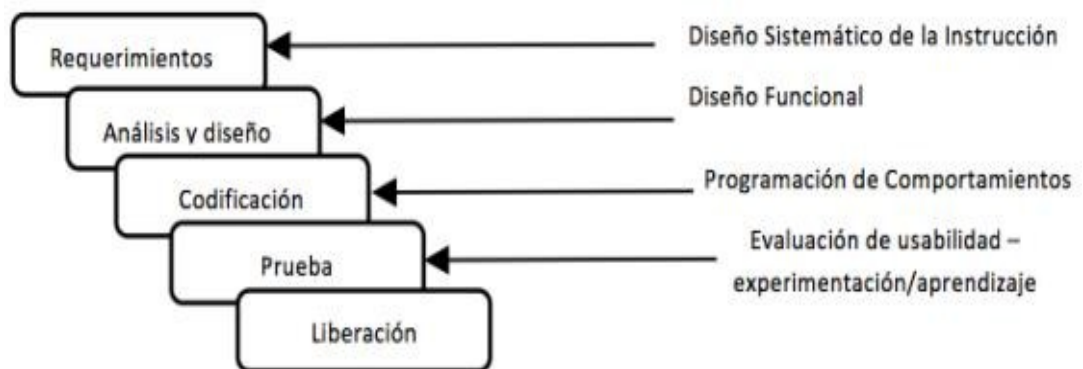 Requerimientos
Diseño Sistemático de la Instrucción
Análisis y diseño
Diseño Funcional
Codificación
Programación de Comportamientos
Prueba
Evaluación de usabilidad –
experimentación/aprendizaje
Liberación